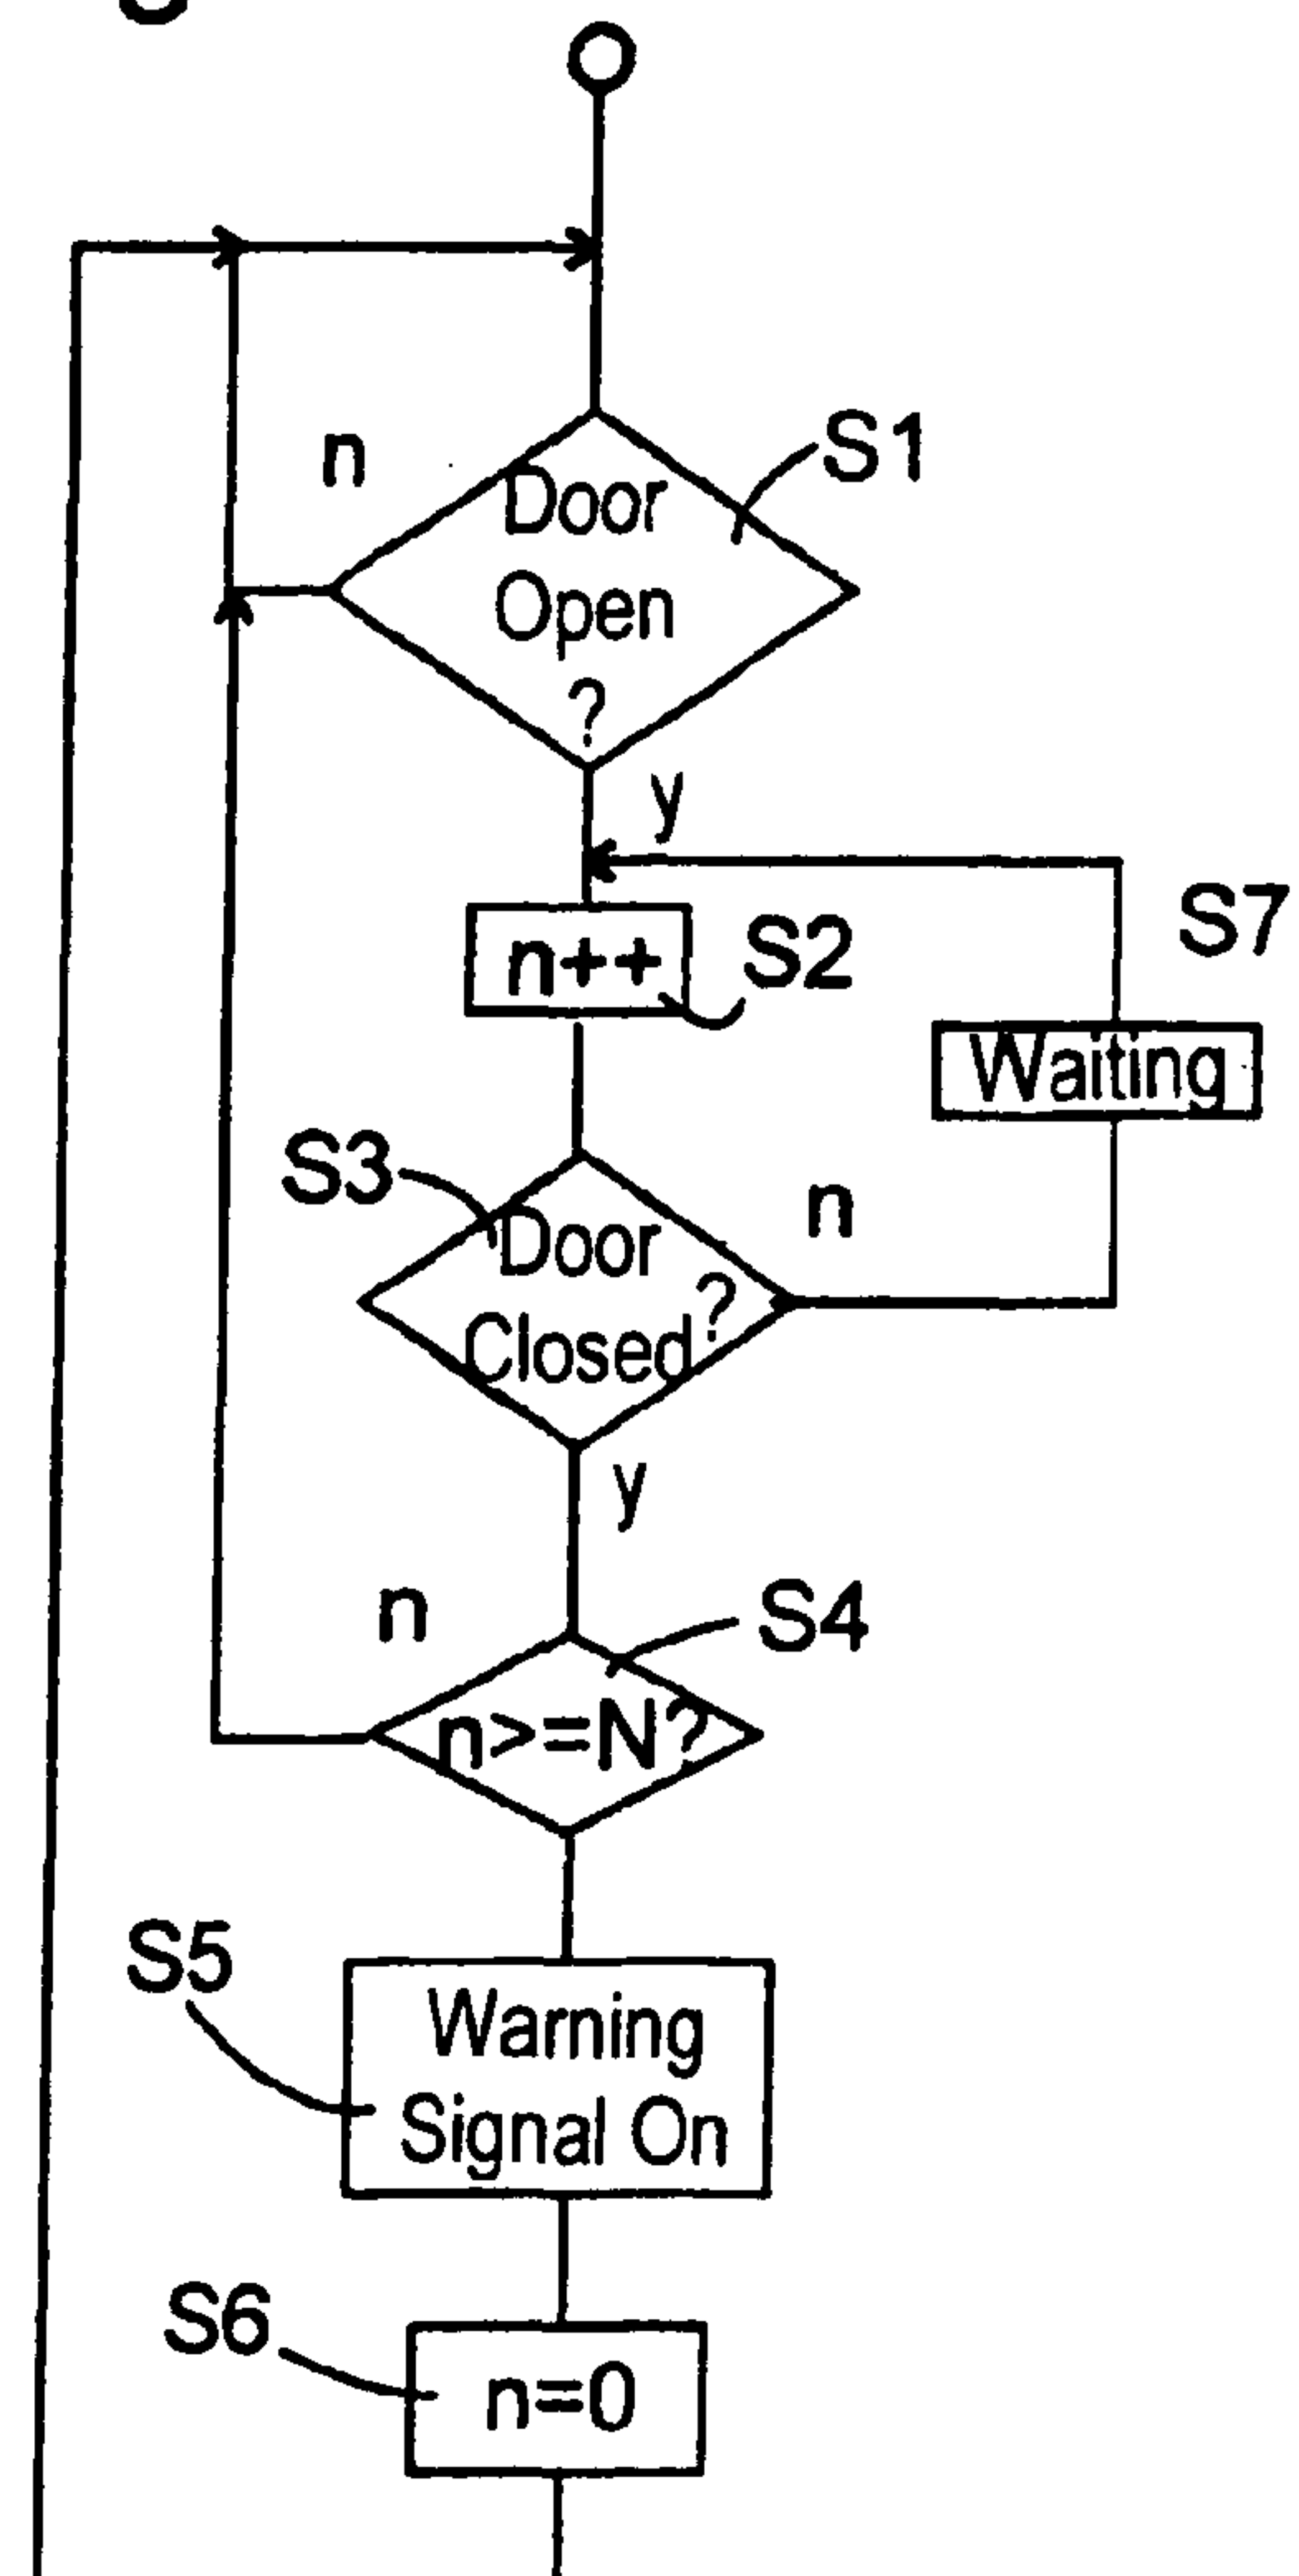 n
S1
Door
Open
?
y
n++
S2
S7
Waiting
S3
Door
Closed?
n
y
n
S4
n>=N?
S5
Warning
Signal On
S6
n=0